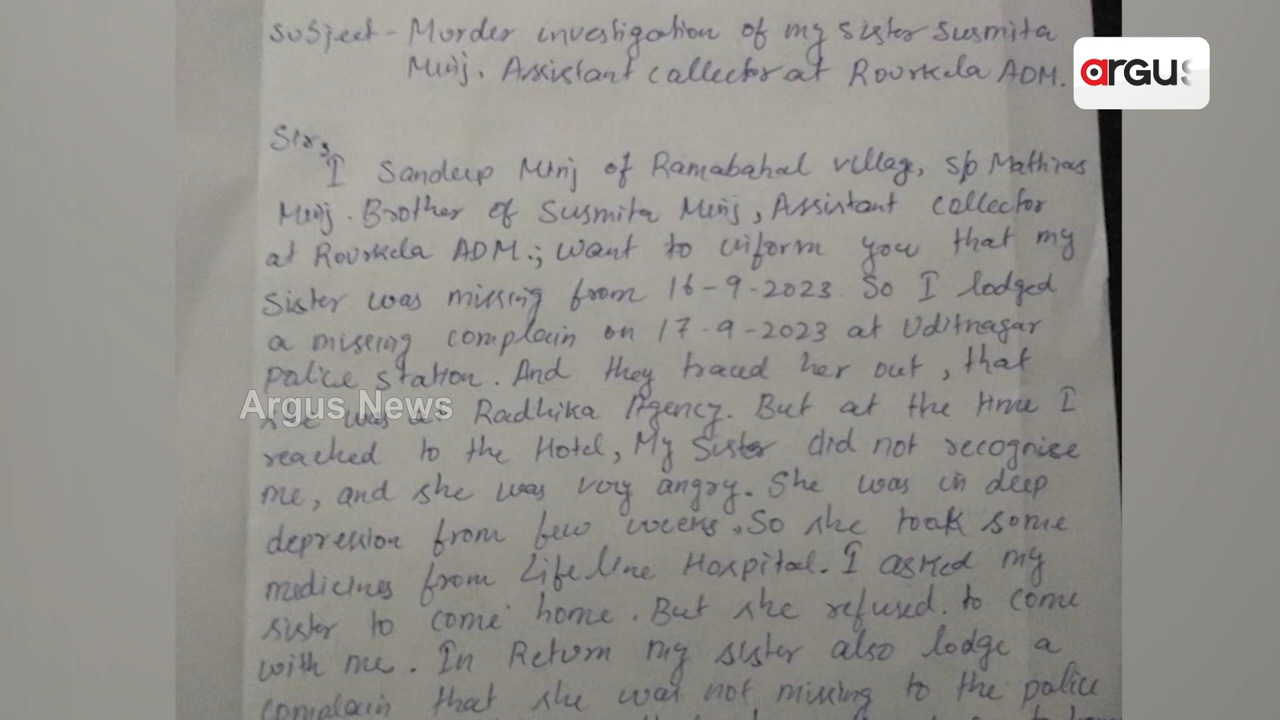 Subject - Murder investigation of my sister Susmita
Minj. Assistant collector at Rourkela ADM.
argus
Sir,
I Sandeep Minj of Ramabahal village, S/o Mathias
Minj. Brother of Susmita Minj, Assistant collector
at Rourkela ADM.; want to inform you that my
sister was missing from 16-9-2023 So I lodged
a missing complain on 17-9-2023 at Uditnagar
police station. And they traced her out, that
was Radhika Agency. But at the time I
Argus News
reached to the Hotel, My Sister did not recognise
me, and she was very angry. She was in deep
depression from few weeks, So she took some
medicines from Life line Hospital. I asked my
sister to come home. But she refused to come
with me. In Return my sister also lodge a
complain that she was not missing to the police